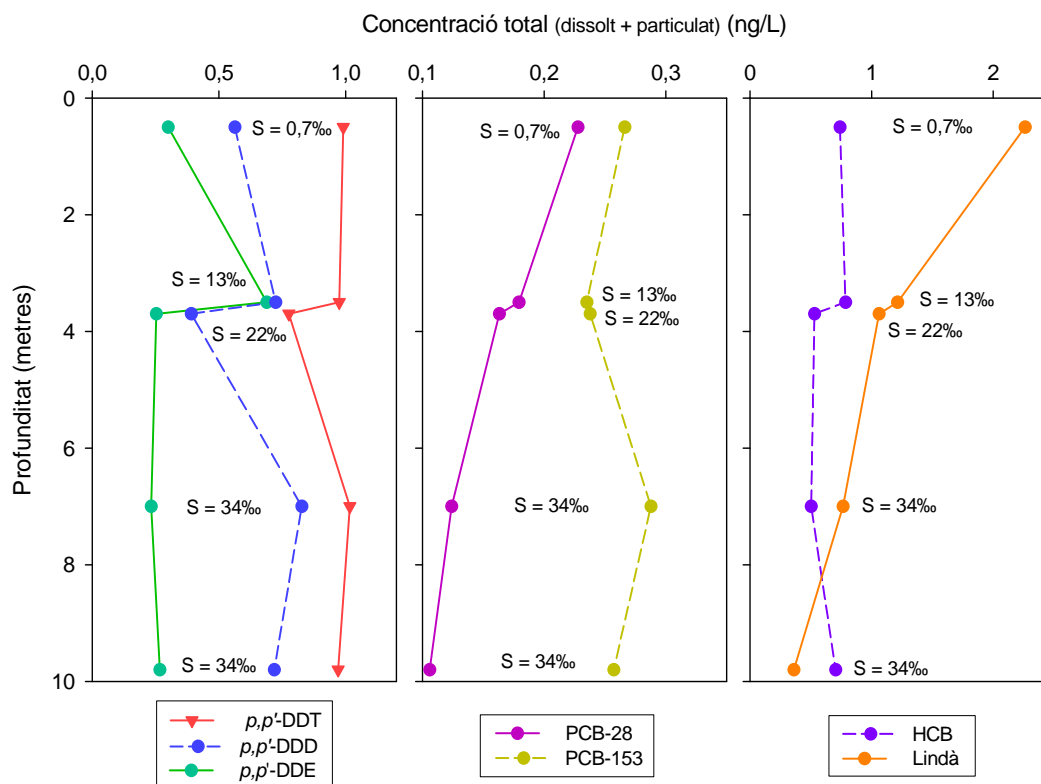 Concentració total (dissolt + particulat) (ng/L)
0,0 0,5 1,0 0,1 0,2 0,3 0 1 2
0
2
4
6
8
10
Profunditat (metres)
S = 0,7‰
S = 13‰
S = 22‰
S = 34‰
S = 34‰
S = 0,7‰
S = 13‰
S = 22‰
S = 34‰
S = 34‰
S = 0,7‰
S = 13‰
S = 22‰
S = 34‰
S = 34‰
p,p'-DDT
p,p'-DDD
p,p'-DDE
PCB-28
PCB-153
HCB
Lindà